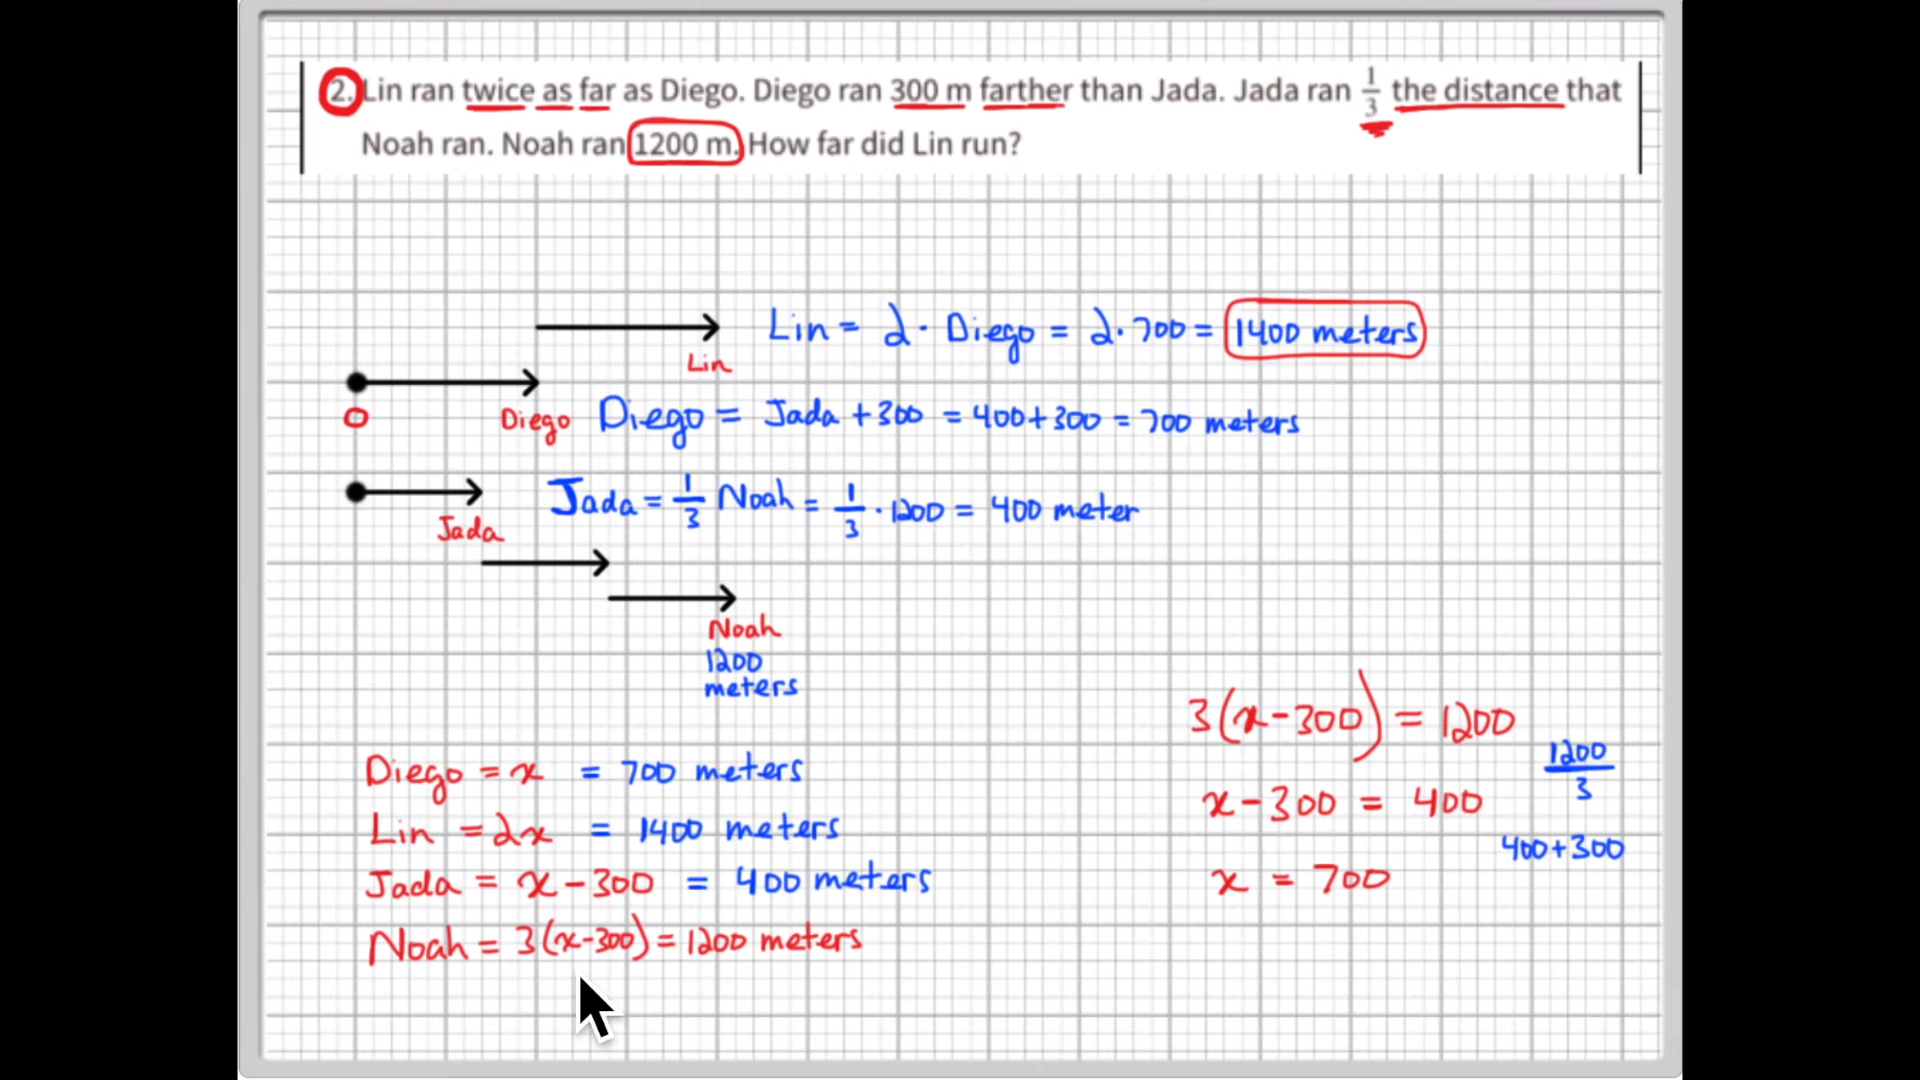 2. Lin ran twice as far as Diego. Diego ran 300 m farther than Jada. Jada ran 1/3 the distance that
Noah ran. Noah ran 1200 m. How far did Lin run?
Lin = 2 · Diego = 2 · 700 = 1400 meters
Lin
0
Diego
Diego = Jada + 300 = 400 + 300 = 700 meters
Jada = 1/3 Noah = 1/3 · 1200 = 400 meter
Jada
Noah
1200
meters
3(x - 300) = 1200
1200/3
x - 300 = 400
400 + 300
x = 700
Diego = x = 700 meters
Lin = 2x = 1400 meters
Jada = x - 300 = 400 meters
Noah = 3(x - 300) = 1200 meters